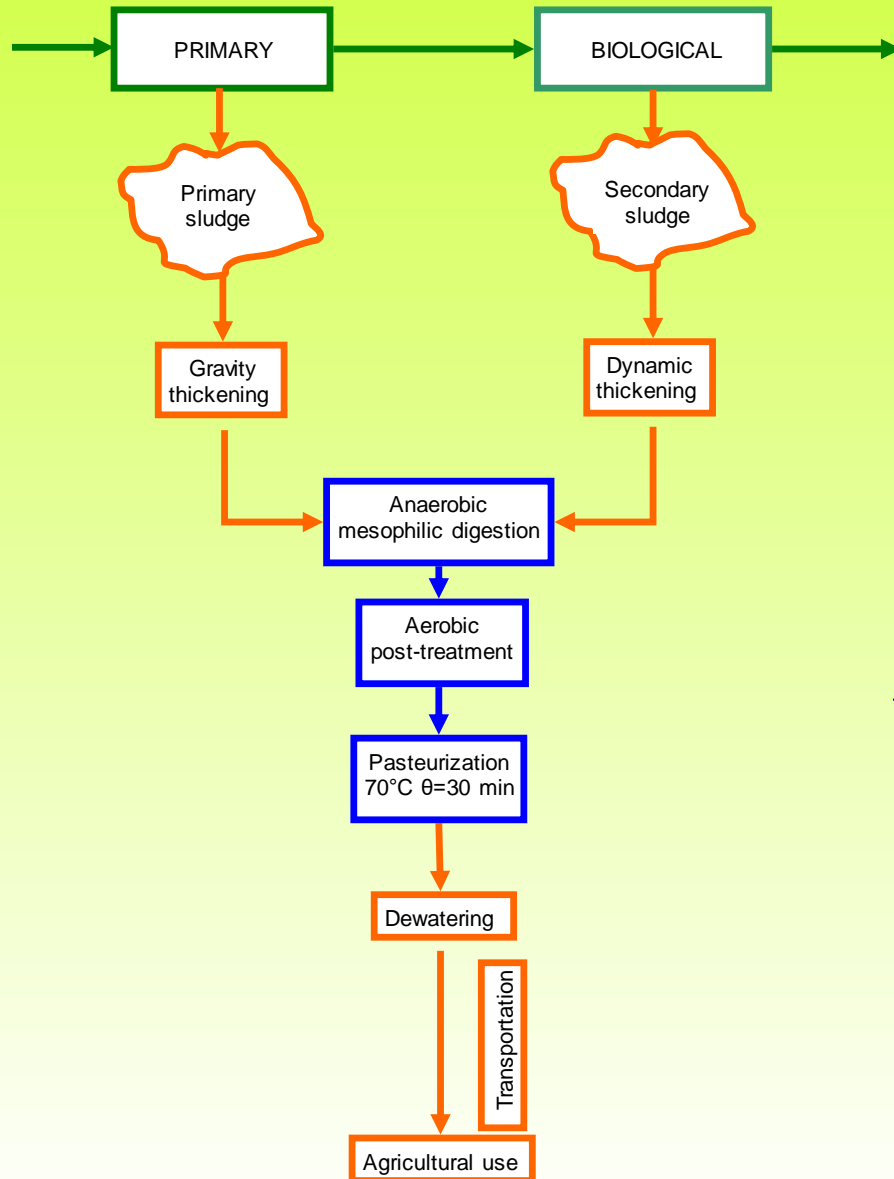 PRIMARY
BIOLOGICAL
Primary
sludge
Secondary
sludge
Gravity
thickening
Dynamic
thickening
Anaerobic
mesophilic digestion
Aerobic
post-treatment
Pasteurization
70°C θ=30 min
Dewatering
Transportation
Agricultural use